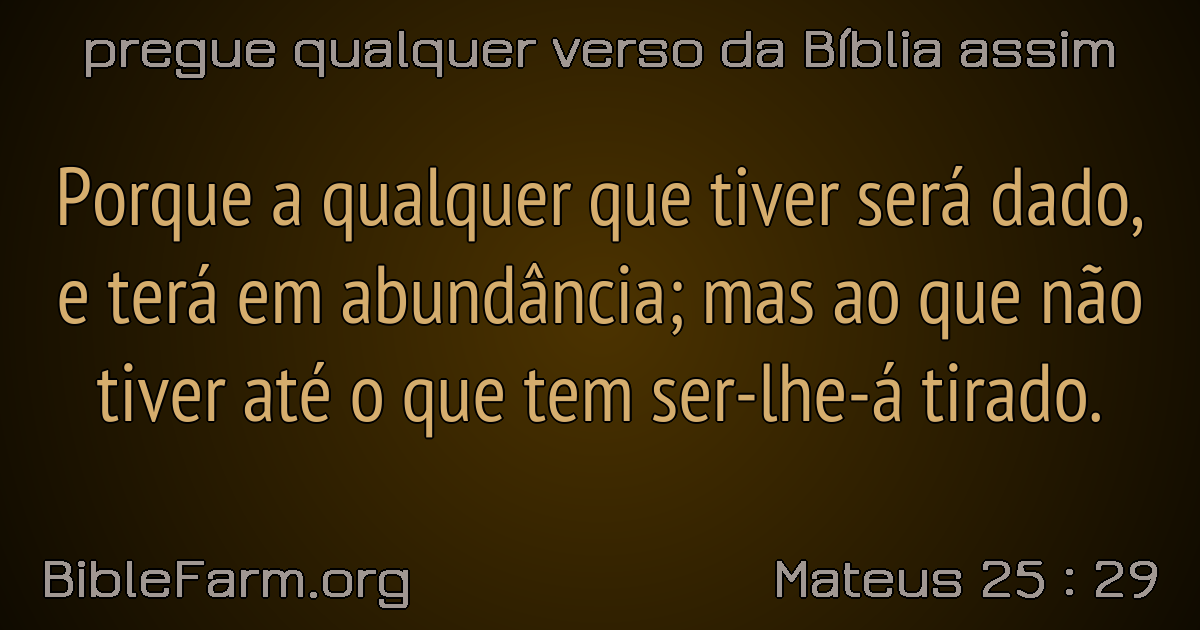 pregue qualquer verso da Bíblia assim
Porque a qualquer que tiver será dado,
e terá em abundância; mas ao que não
tiver até o que tem ser-lhe-á tirado.
BibleFarm.org
Mateus 25 : 29